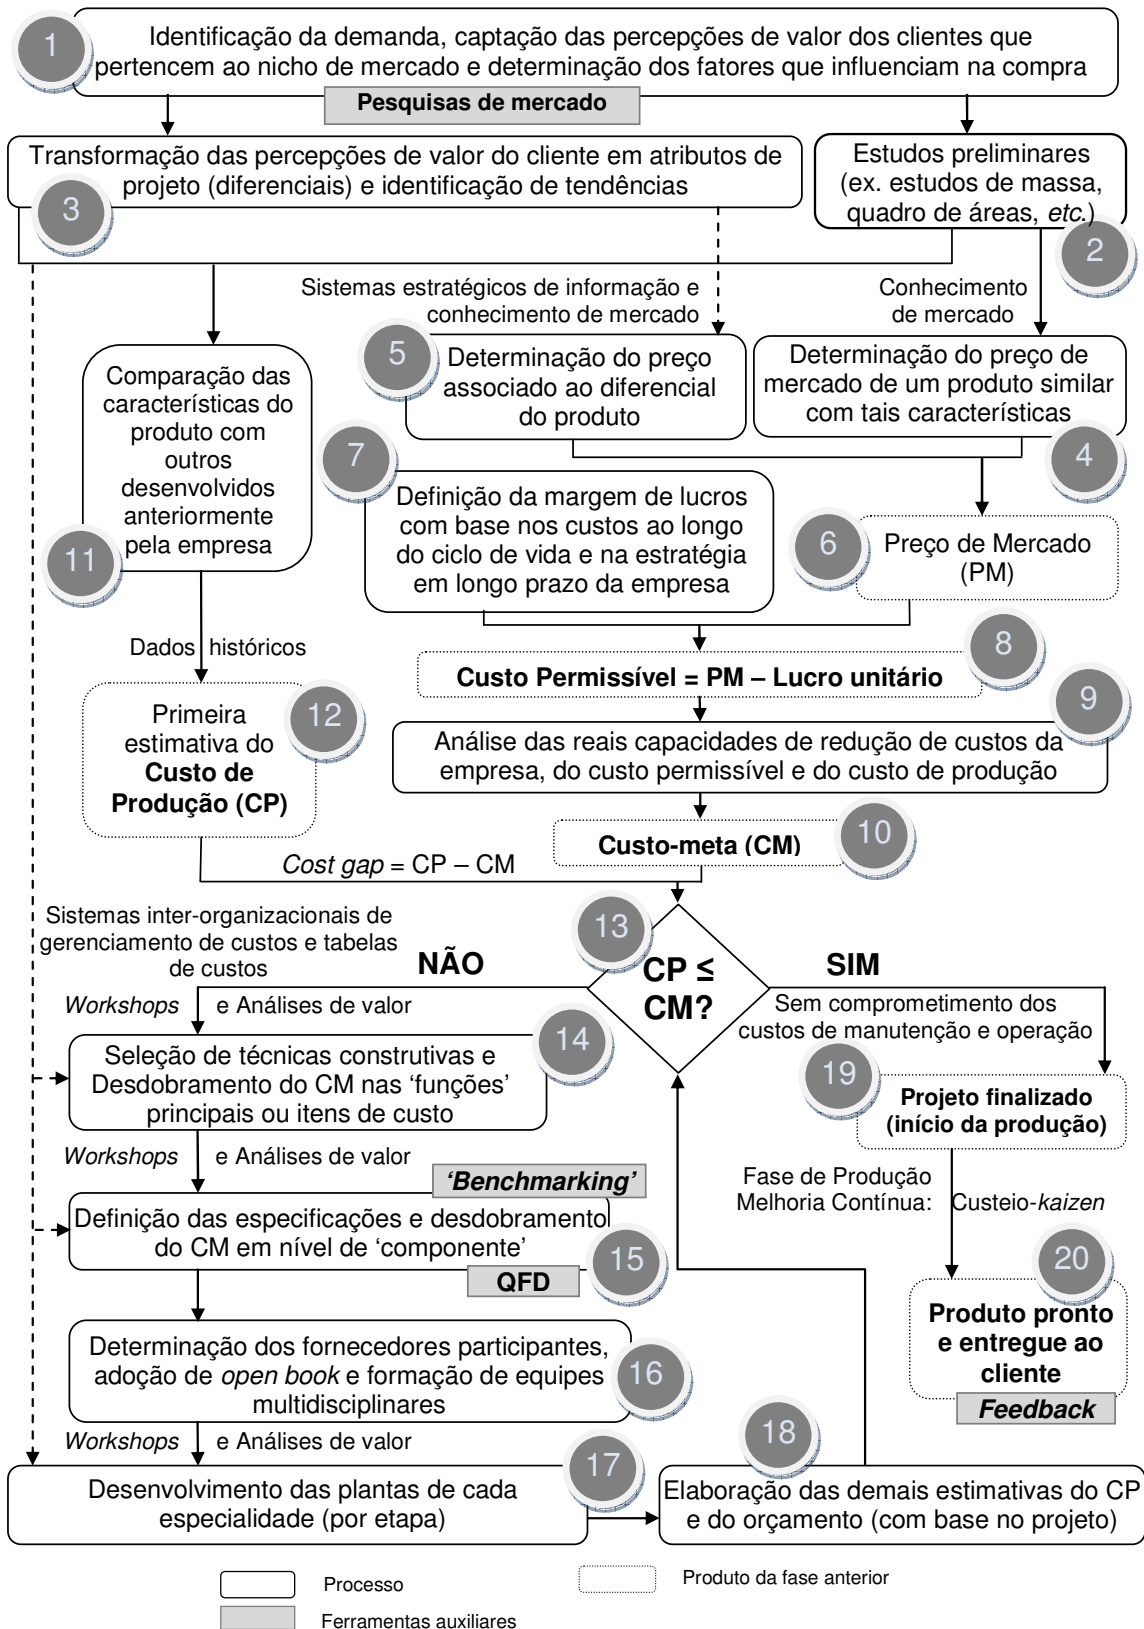 1
Identificação da demanda, captação das percepções de valor dos clientes que
pertencem ao nicho de mercado e determinação dos fatores que influenciam na compra
Pesquisas de mercado
Transformação das percepções de valor do cliente em atributos de
projeto (diferenciais) e identificação de tendências
3
Estudos preliminares
(ex. estudos de massa,
quadro de áreas, etc.)
2
Sistemas estratégicos de informação e
conhecimento de mercado
Conhecimento
de mercado
5
Determinação do preço
associado ao diferencial
do produto
Determinação do preço de
mercado de um produto similar
com tais características
4
Comparação das
características do
produto com
outros
desenvolvidos
anteriormente
pela empresa
11
7
Definição da margem de lucros
com base nos custos ao longo
do ciclo de vida e na estratégia
em longo prazo da empresa
6
Preço de Mercado
(PM)
Dados históricos
8
Custo Permissível = PM – Lucro unitário
12
Primeira
estimativa do
Custo de
Produção (CP)
9
Análise das reais capacidades de redução de custos da
empresa, do custo permissível e do custo de produção
10
Custo-meta (CM)
Cost gap = CP – CM
Sistemas inter-organizacionais de
gerenciamento de custos e tabelas
de custos
13
NÃO
CP ≤
CM?
SIM
Workshops e Análises de valor
Sem comprometimento dos
custos de manutenção e operação
14
Seleção de técnicas construtivas e
Desdobramento do CM nas ‘funções’
principais ou itens de custo
19
Projeto finalizado
(início da produção)
Workshops e Análises de valor
‘Benchmarking’
Fase de Produção
Melhoria Contínua: Custeio-kaizen
Definição das especificações e desdobramento
do CM em nível de ‘componente’
15
QFD
20
Produto pronto
e entregue ao
cliente
Feedback
Determinação dos fornecedores participantes,
adoção de open book e formação de equipes
multidisciplinares
16
Workshops e Análises de valor
17
Desenvolvimento das plantas de cada
especialidade (por etapa)
18
Elaboração das demais estimativas do CP
e do orçamento (com base no projeto)
Processo
Produto da fase anterior
Ferramentas auxiliares